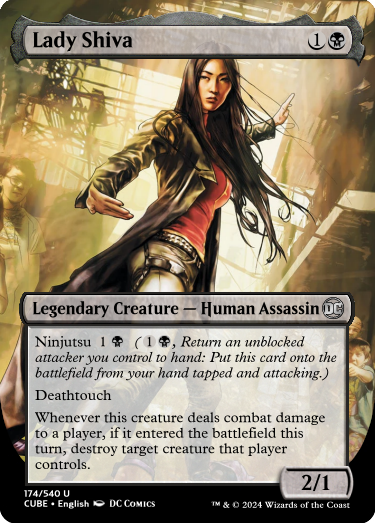 Lady Shiva 1
Legendary Creature — Human Assassin DC
Ninjutsu 1 ( 1 , Return an unblocked
attacker you control to hand: Put this card onto the
battlefield from your hand tapped and attacking.)
Deathtouch
Whenever this creature deals combat damage
to a player, if it entered the battlefield this
turn, destroy target creature that player
controls.
2/1
174/540 U
CUBE • English DC COMICS ™ & © 2024 Wizards of the Coast